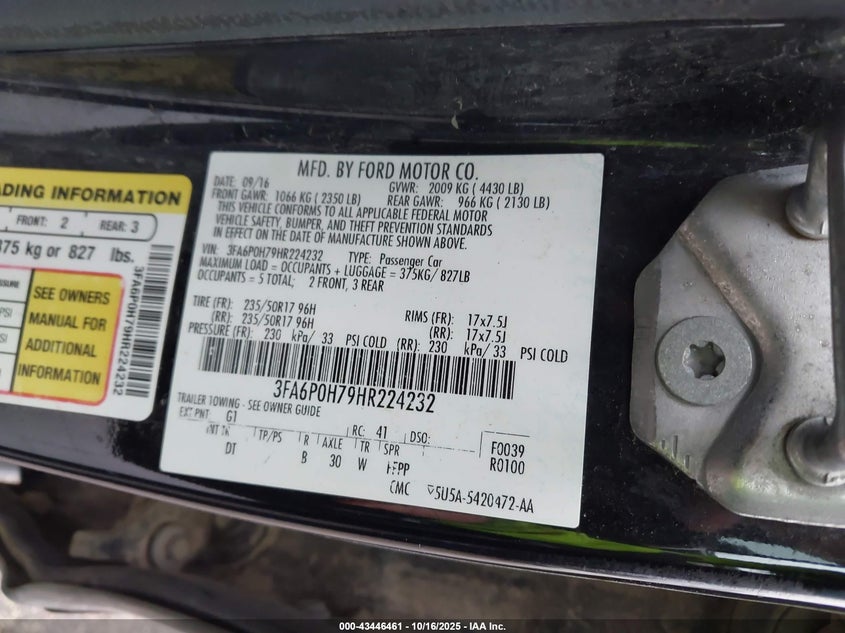 ADING INFORMATION
FRONT: 2 REAR: 3
375 kg or 827 lbs.
SEE OWNERS
MANUAL FOR
ADDITIONAL
INFORMATION
3FA6P0H79HR224232
MFD. BY FORD MOTOR CO.
DATE: 09/16 GVWR: 2009 KG ( 4430 LB)
FRONT GAWR: 1066 KG ( 2350 LB) REAR GAWR: 966 KG ( 2130 LB)
THIS VEHICLE CONFORMS TO ALL APPLICABLE FEDERAL MOTOR
VEHICLE SAFETY, BUMPER, AND THEFT PREVENTION STANDARDS
IN EFFECT ON THE DATE OF MANUFACTURE SHOWN ABOVE.
VIN: 3FA6P0H79HR224232 TYPE: Passenger Car
MAXIMUM LOAD = OCCUPANTS + LUGGAGE = 375KG/ 827LB
OCCUPANTS = 5 TOTAL; 2 FRONT, 3 REAR
TIRE (FR): 235/50R17 96H RIMS (FR): 17x7.5J
(RR): 235/50R17 96H (RR): 17x7.5J
PRESSURE (FR): 230 kPa/ 33 PSI COLD (RR): 230 kPa/ 33 PSI COLD
3FA6P0H79HR224232
TRAILER TOWING - SEE OWNER GUIDE
EXT PNT: G1 RC: 41 DSO: F0039
INT TR TP/PS R AXLE TR SPR R0100
DT B 30 W
CMC 5U5A-5420472-AA
000-43446461 - 10/16/2025 - IAA Inc.